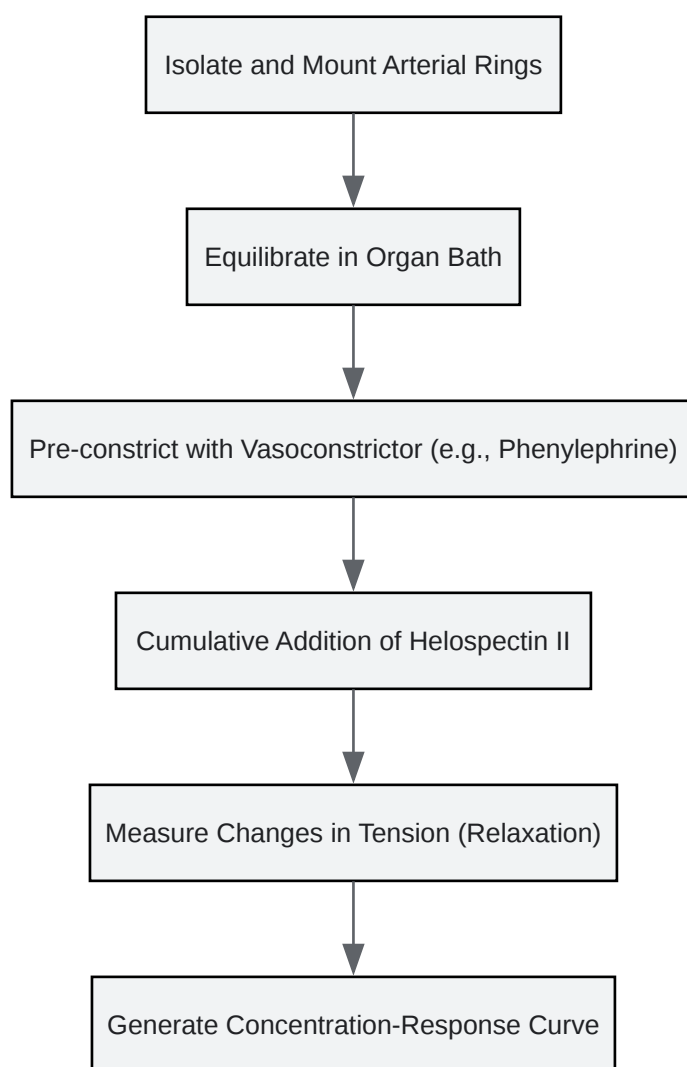 Isolate and Mount Arterial Rings
Equilibrate in Organ Bath
Pre-constrict with Vasoconstrictor (e.g., Phenylephrine)
Cumulative Addition of Helospectin II
Measure Changes in Tension (Relaxation)
Generate Concentration-Response Curve